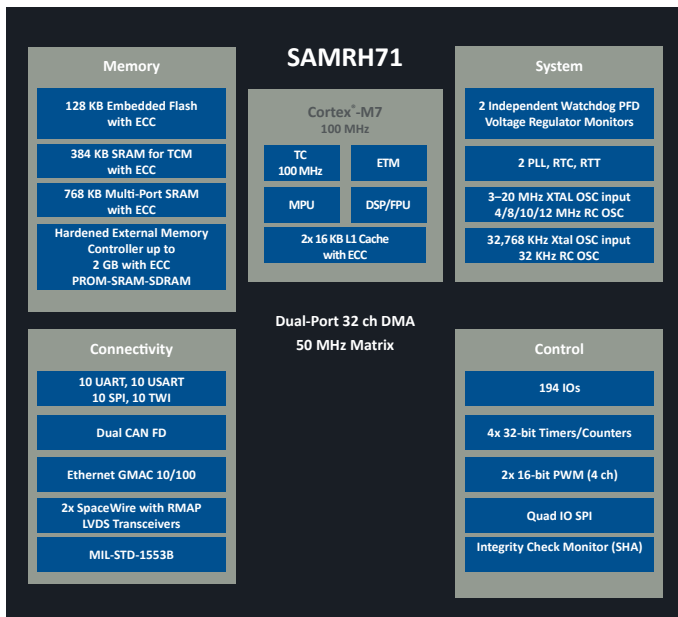 SAMRH71
Memory
128 KB Embedded Flash
with ECC
384 KB SRAM for TCM
with ECC
768 KB Multi-Port SRAM
with ECC
Hardened External Memory
Controller up to
2 GB with ECC
PROM-SRAM-SDRAM
Cortex®-M7
100 MHz
TC
100 MHz
ETM
MPU
DSP/FPU
2x 16 KB L1 Cache
with ECC
System
2 Independent Watchdog PFD
Voltage Regulator Monitors
2 PLL, RTC, RTT
3–20 MHz XTAL OSC input
4/8/10/12 MHz RC OSC
32,768 KHz Xtal OSC input
32 KHz RC OSC
Dual-Port 32 ch DMA
50 MHz Matrix
Connectivity
10 UART, 10 USART
10 SPI, 10 TWI
Dual CAN FD
Ethernet GMAC 10/100
2x SpaceWire with RMAP
LVDS Transceivers
MIL-STD-1553B
Control
194 IOs
4x 32-bit Timers/Counters
2x 16-bit PWM (4 ch)
Quad IO SPI
Integrity Check Monitor (SHA)